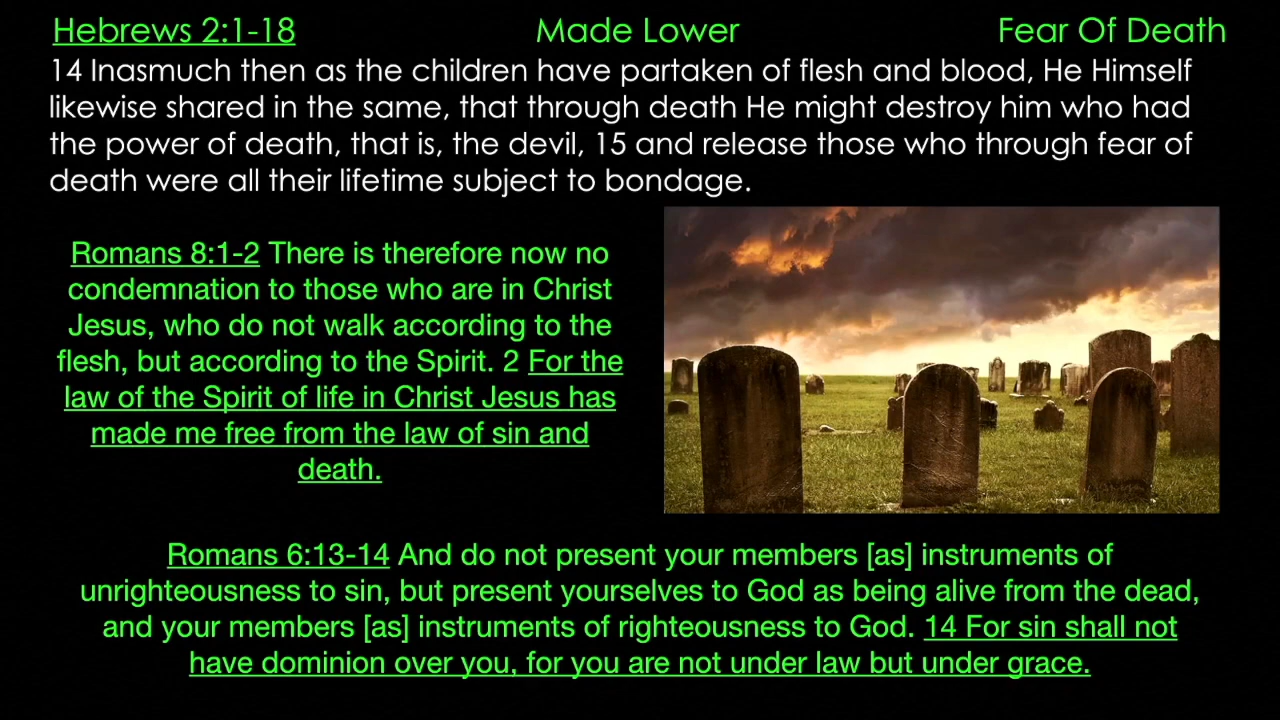 Hebrews 2:1-18 Made Lower Fear Of Death
14 Inasmuch then as the children have partaken of flesh and blood, He Himself
likewise shared in the same, that through death He might destroy him who had
the power of death, that is, the devil, 15 and release those who through fear of
death were all their lifetime subject to bondage.
Romans 8:1-2 There is therefore now no
condemnation to those who are in Christ
Jesus, who do not walk according to the
flesh, but according to the Spirit. 2 For the
law of the Spirit of life in Christ Jesus has
made me free from the law of sin and
death.
Romans 6:13-14 And do not present your members [as] instruments of
unrighteousness to sin, but present yourselves to God as being alive from the dead,
and your members [as] instruments of righteousness to God. 14 For sin shall not
have dominion over you, for you are not under law but under grace.